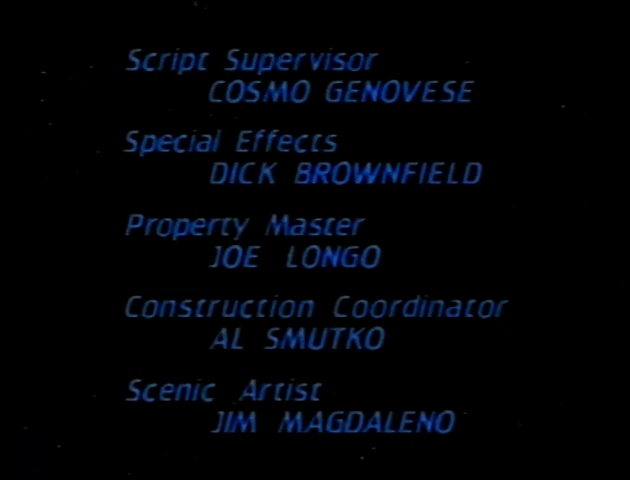 Script Supervisor
COSMO GENOVESE
Special Effects
DICK BROWNFIELD
Property Master
JOE LONGO
Construction Coordinator
AL SMUTKO
Scenic Artist
JIM MAGDALENO